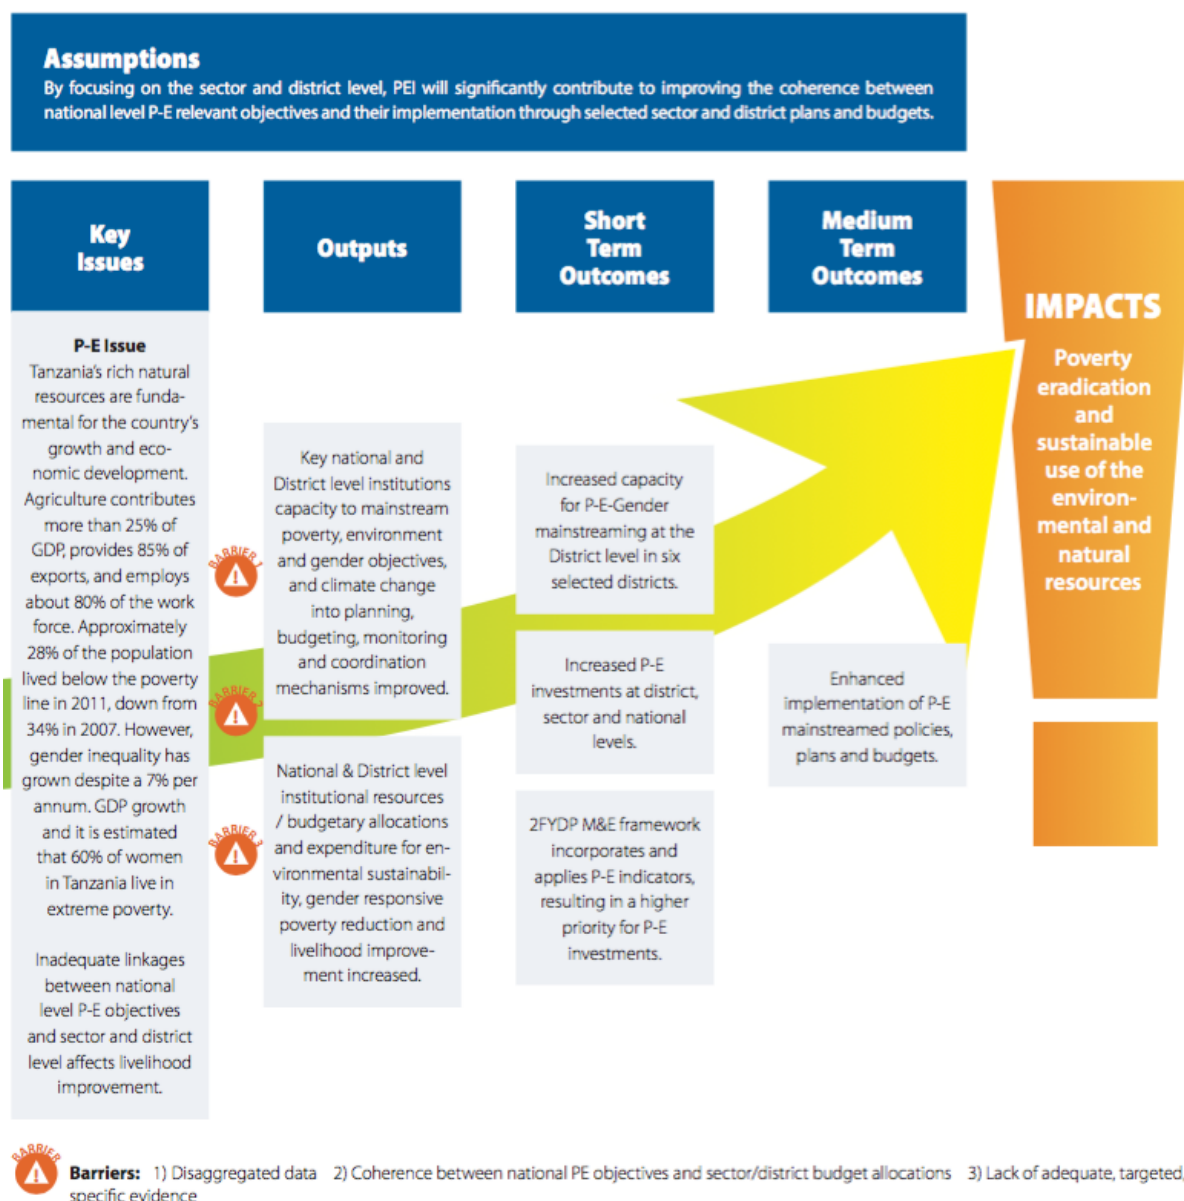 Assumptions
By focusing on the sector and district level, PEI will significantly contribute to improving the coherence between
national level P-E relevant objectives and their implementation through selected sector and district plans and budgets.
Key
Issues
P-E Issue
Tanzania's rich natural
resources are funda-
mental for the country's
growth and eco-
nomic development.
Agriculture contributes
more than 25% of
GDP, provides 85% of
exports, and employs
about 80% of the work
force. Approximately
28% of the population
lived below the poverty
line in 2011, down from
34% in 2007. However,
gender inequality has
grown despite a 7% per
annum. GDP growth
and it is estimated
that 60% of women
in Tanzania live in
extreme poverty.
Inadequate linkages
between national
level P-E objectives
and sector and district
level affects livelihood
improvement.
BARRIER 1
BARRIER 2
BARRIER 3
Outputs
Key national and
District level institutions
capacity to mainstream
poverty, environment
and gender objectives,
and climate change
into planning,
budgeting, monitoring
and coordination
mechanisms improved.
National & District level
institutional resources
/ budgetary allocations
and expenditure for en-
vironmental sustainabil-
ity, gender responsive
poverty reduction and
livelihood improve-
ment increased.
Short
Term
Outcomes
Increased capacity
for P-E-Gender
mainstreaming at the
District level in six
selected districts.
Increased P-E
investments at district,
sector and national
levels.
2FYDP M&E framework
incorporates and
applies P-E indicators,
resulting in a higher
priority for P-E
investments.
Medium
Term
Outcomes
Enhanced
implementation of P-E
mainstreamed policies,
plans and budgets.
IMPACTS
Poverty
eradication
and
sustainable
use of the
environ-
mental and
natural
resources
BARRIER
Barriers: 1) Disaggregated data 2) Coherence between national PE objectives and sector/district budget allocations 3) Lack of adequate, targeted,
specific evidence